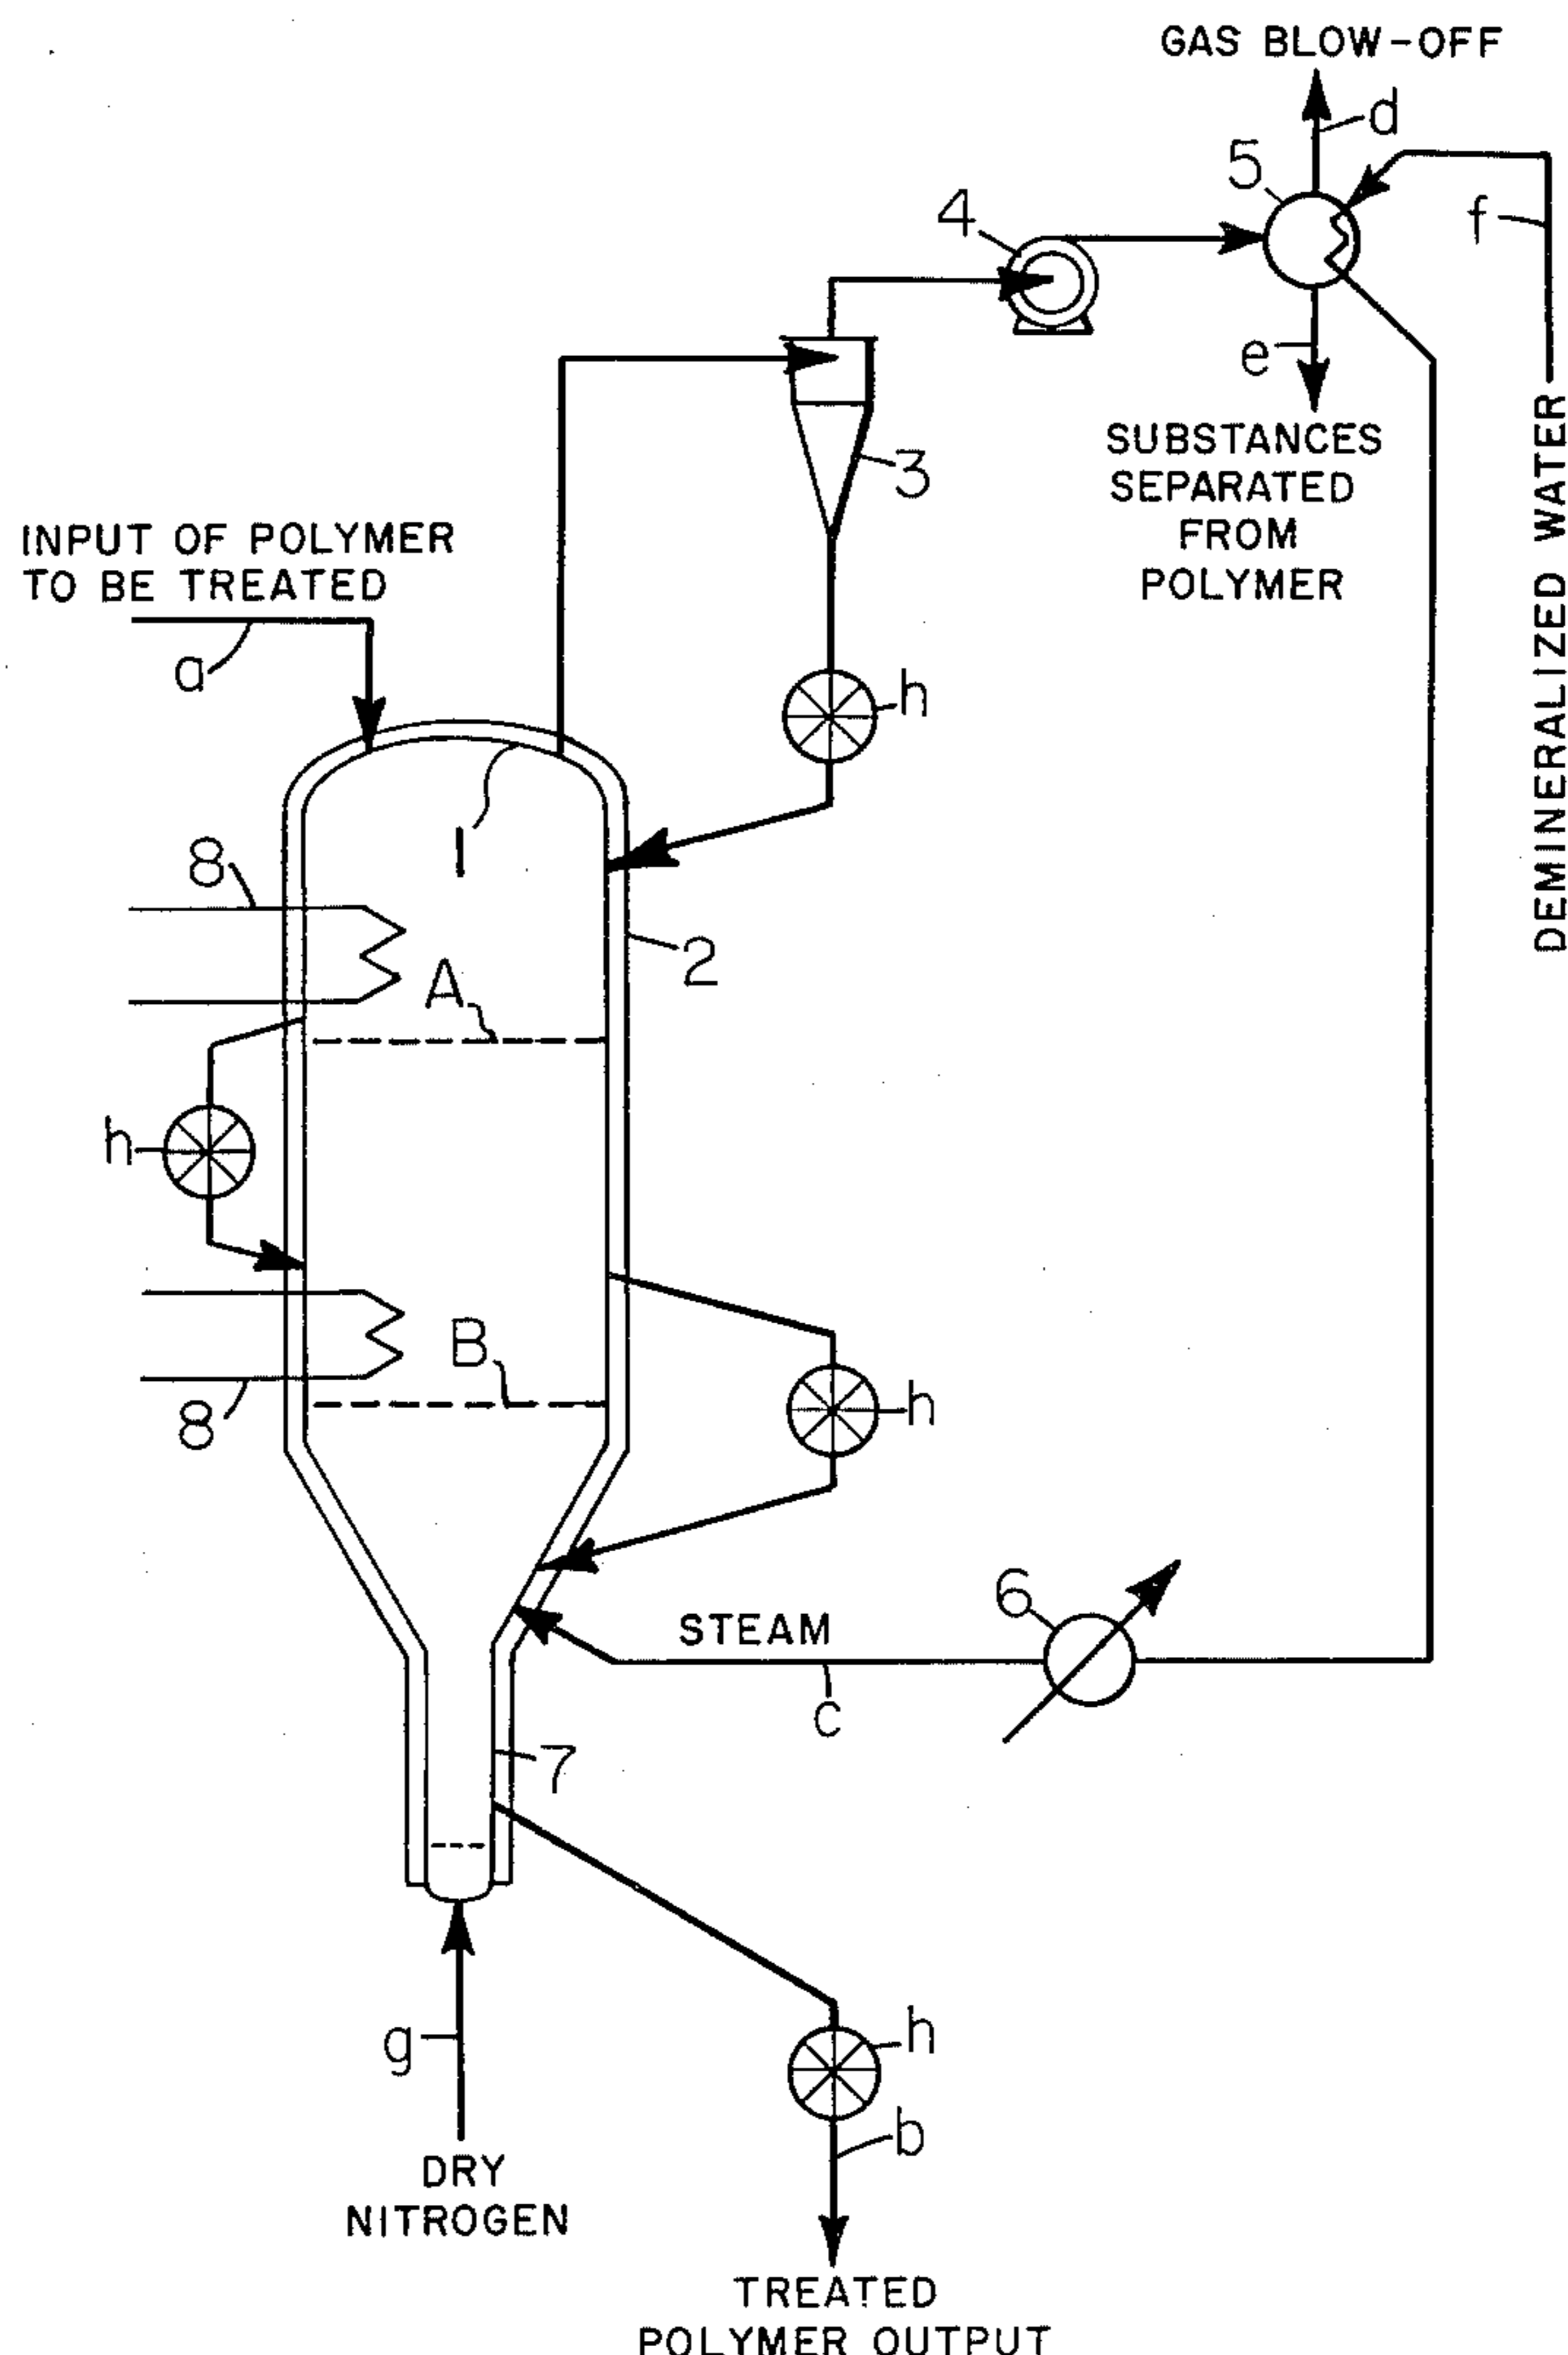 GAS BLOW-OFF
d
5
f
4
e
3
SUBSTANCES
SEPARATED
FROM
POLYMER
DEMINERALIZED WATER
INPUT OF POLYMER
TO BE TREATED
a
h
1
8
2
A
h
B
8
h
6
STEAM
c
7
g
h
b
DRY
NITROGEN
TREATED
POLYMER OUTPUT